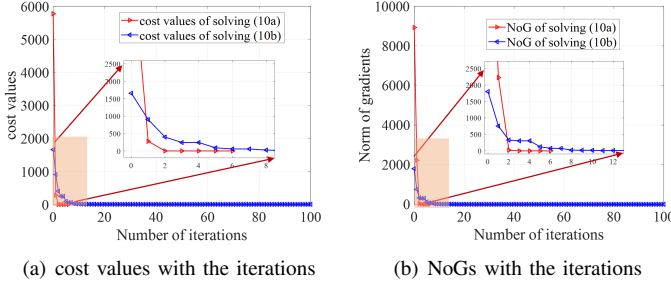 6000
5000
4000
3000
2000
1000
0
cost values
cost values of solving (10a)
cost values of solving (10b)
2500
2000
1500
1000
500
0
0 2 4 6 8
0 20 40 60 80 100
Number of iterations
(a) cost values with the iterations
10000
8000
6000
4000
2000
0
Norm of gradients
NoG of solving (10a)
NoG of solving (10b)
2500
2000
1500
1000
500
0
0 2 4 6 8 10 12
0 20 40 60 80 100
Number of iterations
(b) NoGs with the iterations